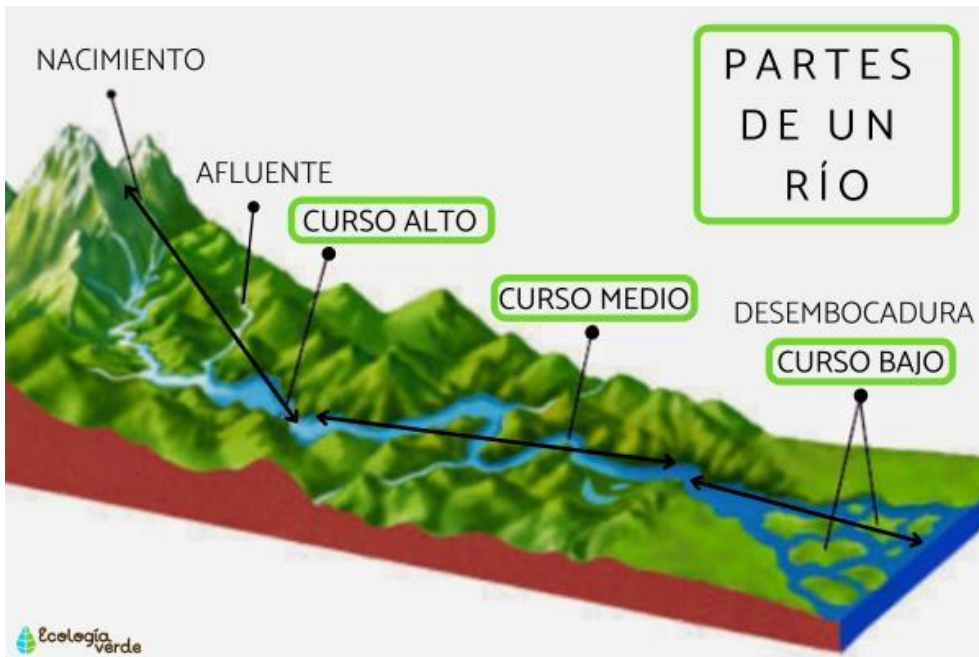 NACIMIENTO
PARTES
DE UN
RÍO
AFLUENTE
CURSO ALTO
CURSO MEDIO
DESEMBOCADURA
CURSO BAJO
Ecología
verde